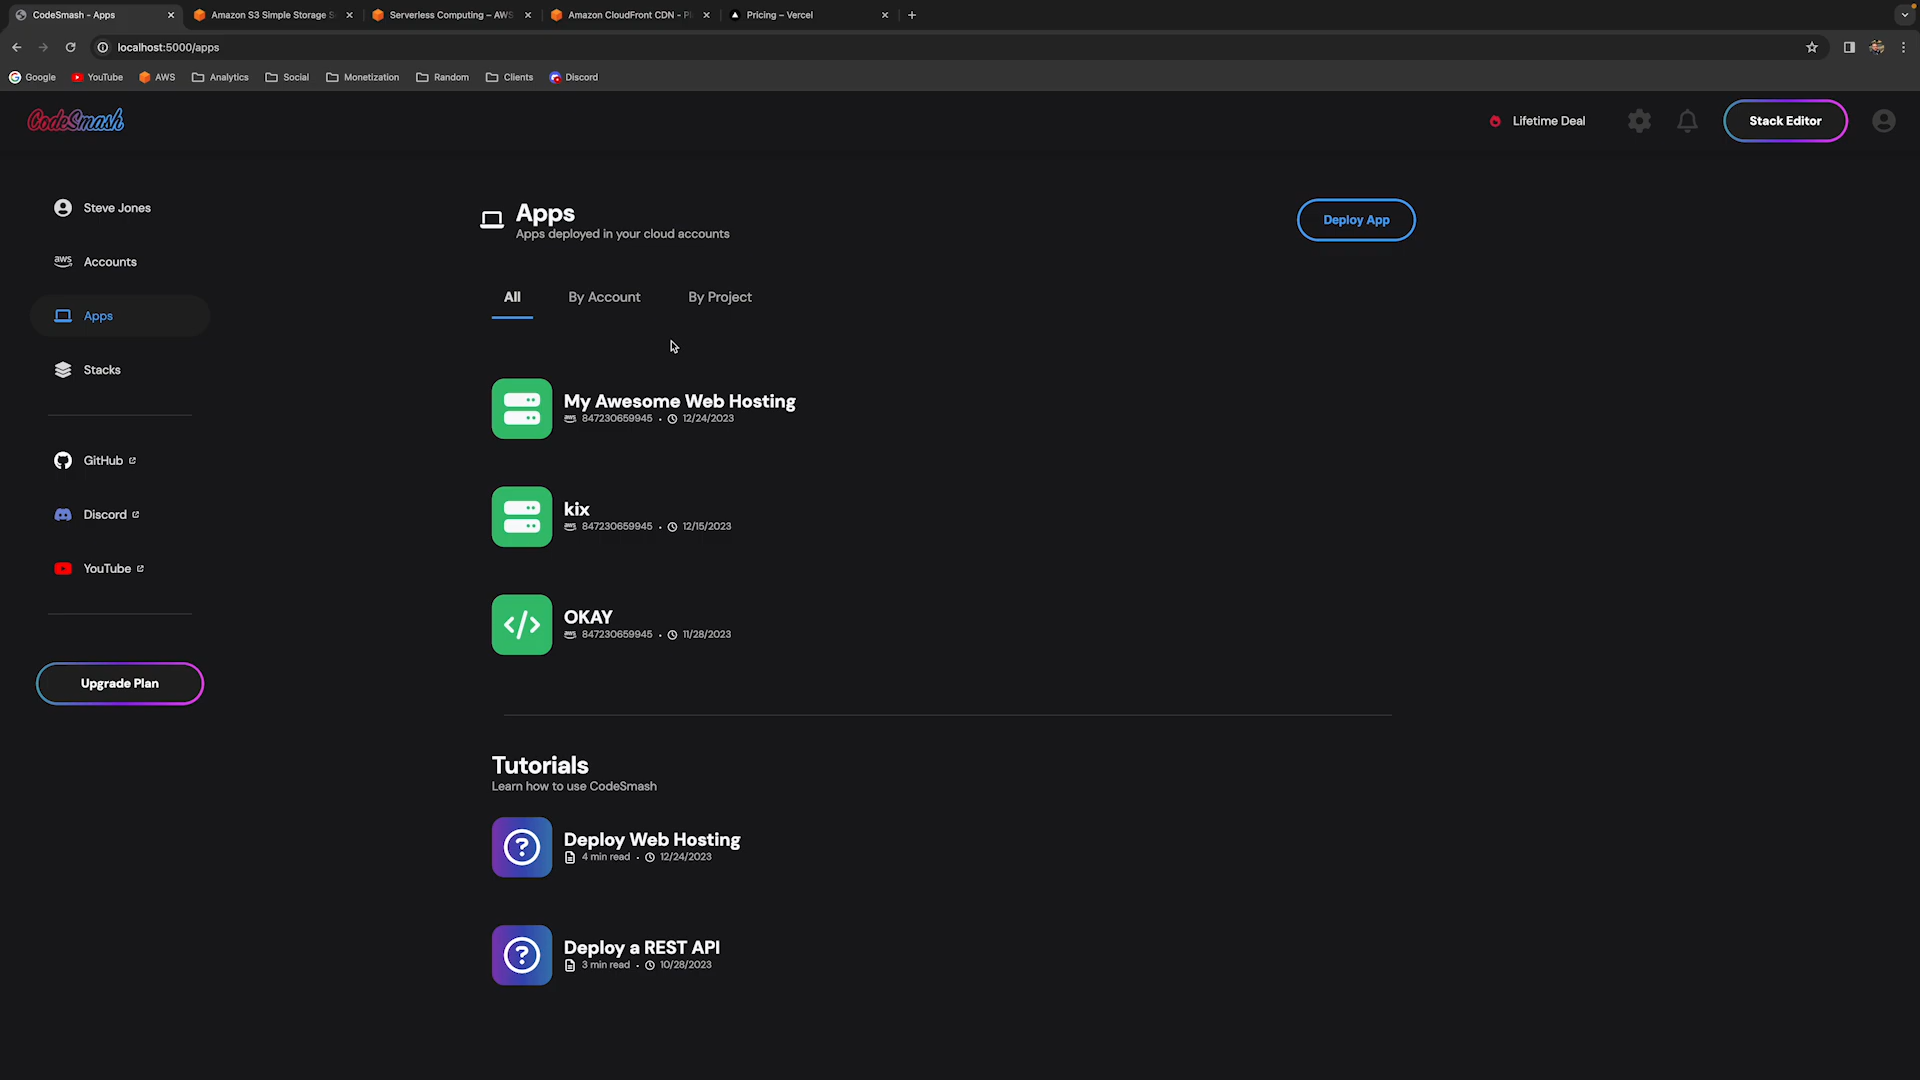 CodeSmash - Apps
Amazon S3 Simple Storage S
Serverless Computing – AWS
Amazon CloudFront CDN - Pl
Pricing – Vercel
localhost:5000/apps
Google
YouTube
AWS
Analytics
Social
Monetization
Random
Clients
Discord
CodeSmash
Lifetime Deal
Stack Editor
Steve Jones
aws Accounts
Apps
Stacks
GitHub
Discord
YouTube
Upgrade Plan
Apps
Apps deployed in your cloud accounts
Deploy App
All
By Account
By Project
My Awesome Web Hosting
aws 847230659945 • 12/24/2023
kix
aws 847230659945 • 12/15/2023
OKAY
aws 847230659945 • 11/28/2023
Tutorials
Learn how to use CodeSmash
Deploy Web Hosting
4 min read • 12/24/2023
Deploy a REST API
3 min read • 10/28/2023